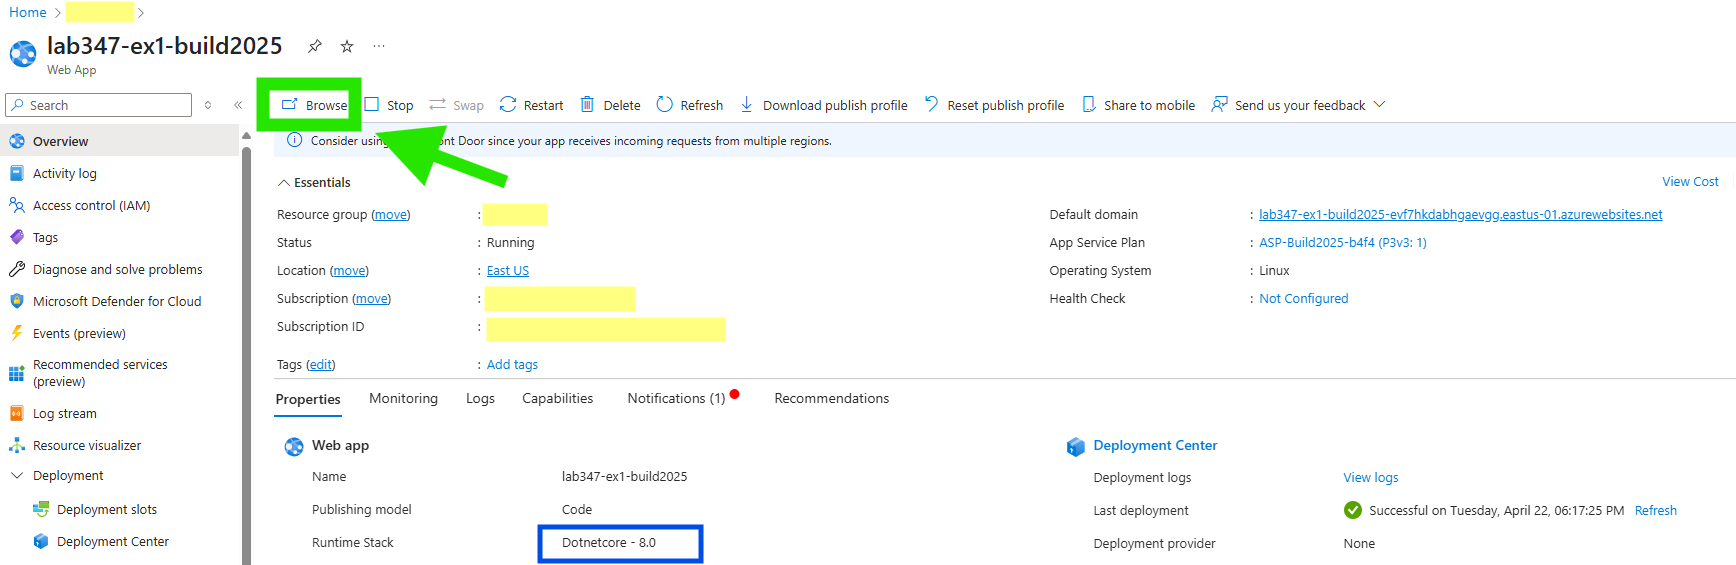 Home
lab347-ex1-build2025
Web App
Search
Browse Stop Swap Restart Delete Refresh Download publish profile Reset publish profile Share to mobile Send us your feedback
Consider using ont Door since your app receives incoming requests from multiple regions.
Overview
Activity log
Access control (IAM)
Tags
Diagnose and solve problems
Microsoft Defender for Cloud
Events (preview)
Recommended services
(preview)
Log stream
Resource visualizer
Deployment
Deployment slots
Deployment Center
Essentials
View Cost
Resource group (move) :
Status : Running
Location (move) : East US
Subscription (move) :
Subscription ID
Tags (edit) : Add tags
Default domain : lab347-ex1-build2025-evf7hkdabhgaevgg.eastus-01.azurewebsites.net
App Service Plan : ASP-Build2025-b4f4 (P3v3: 1)
Operating System : Linux
Health Check : Not Configured
Properties Monitoring Logs Capabilities Notifications (1) Recommendations
Web app
Name lab347-ex1-build2025
Publishing model Code
Runtime Stack Dotnetcore - 8.0
Deployment Center
Deployment logs View logs
Last deployment Successful on Tuesday, April 22, 06:17:25 PM Refresh
Deployment provider None